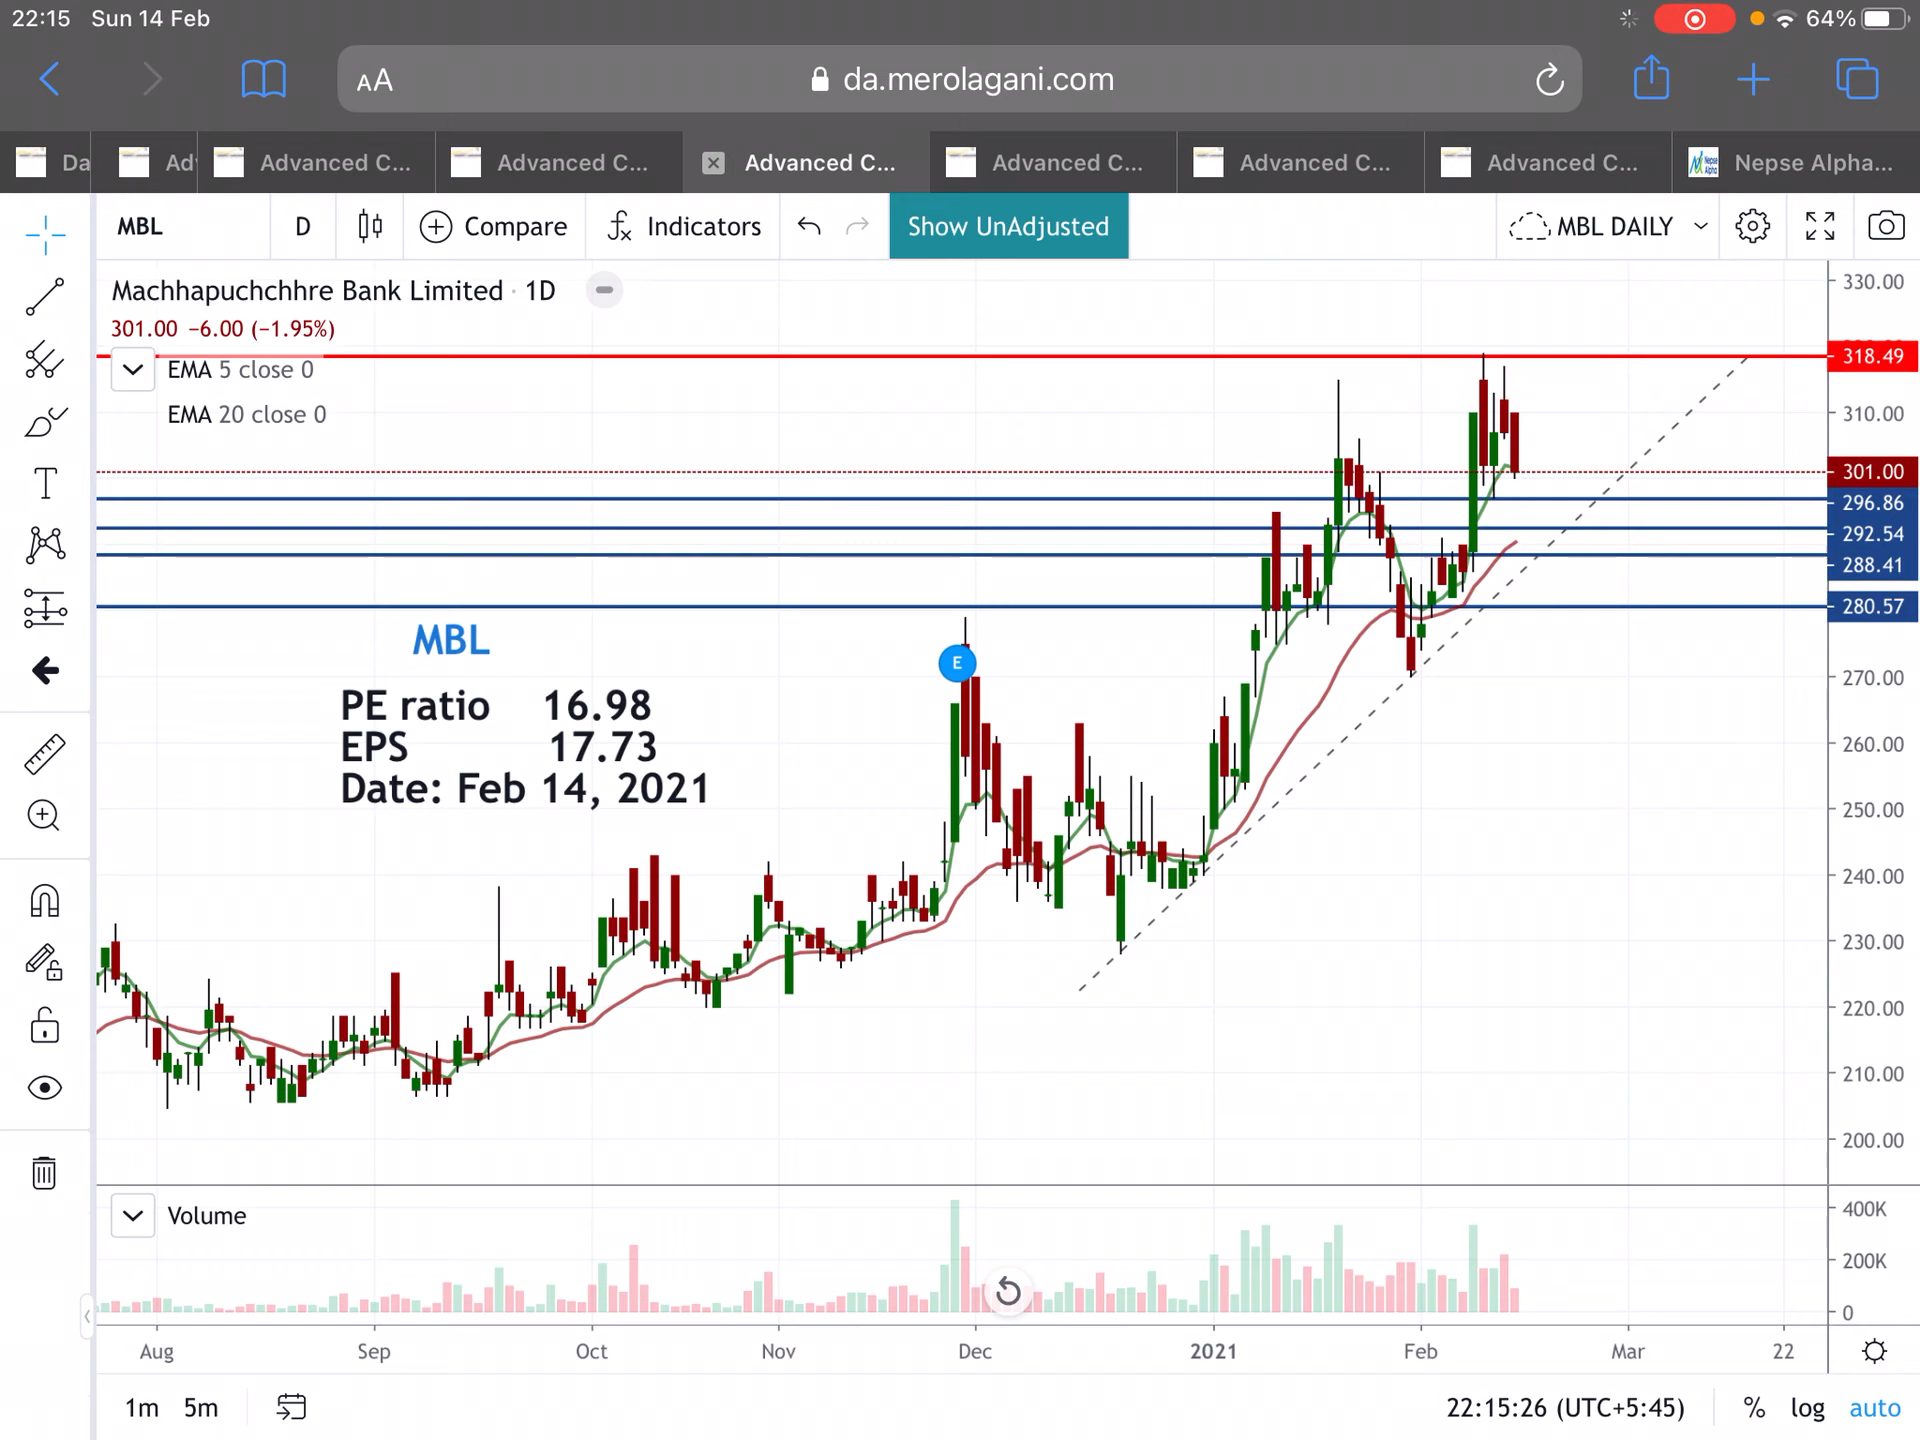 22:15 Sun 14 Feb
64%
AA
da.merolagani.com
Da
Ad
Advanced C...
Advanced C...
Advanced C...
Advanced C...
Advanced C...
Advanced C...
Nepse Alpha...
MBL
D
Compare
Indicators
Show UnAdjusted
MBL DAILY
Machhapuchchhre Bank Limited · 1D
301.00 −6.00 (−1.95%)
EMA 5 close 0
EMA 20 close 0
330.00
318.49
310.00
301.00
296.86
292.54
288.41
280.57
270.00
260.00
250.00
240.00
230.00
220.00
210.00
200.00
MBL
E
PE ratio 16.98
EPS 17.73
Date: Feb 14, 2021
Volume
400K
200K
0
Aug Sep Oct Nov Dec 2021 Feb Mar 22
1m 5m
22:15:26 (UTC+5:45)
% log auto